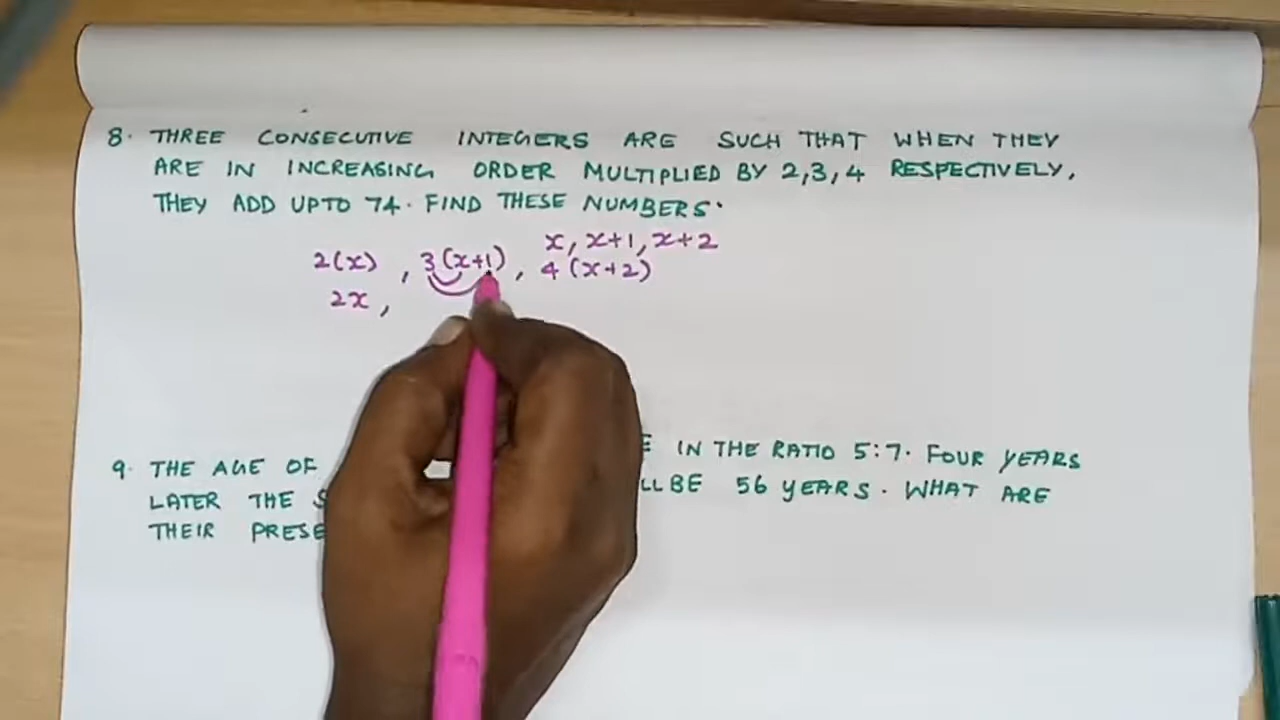 8. THREE CONSECUTIVE INTEGERS ARE SUCH THAT WHEN THEY
ARE IN INCREASING ORDER MULTIPLIED BY 2,3,4 RESPECTIVELY,
THEY ADD UPTO 74. FIND THESE NUMBERS.
x, x+1, x+2
2(x) , 3(x+1) , 4(x+2)
2x ,
9. THE AGE OF IN THE RATIO 5:7. FOUR YEARS
LATER THE BE 56 YEARS. WHAT ARE
THEIR